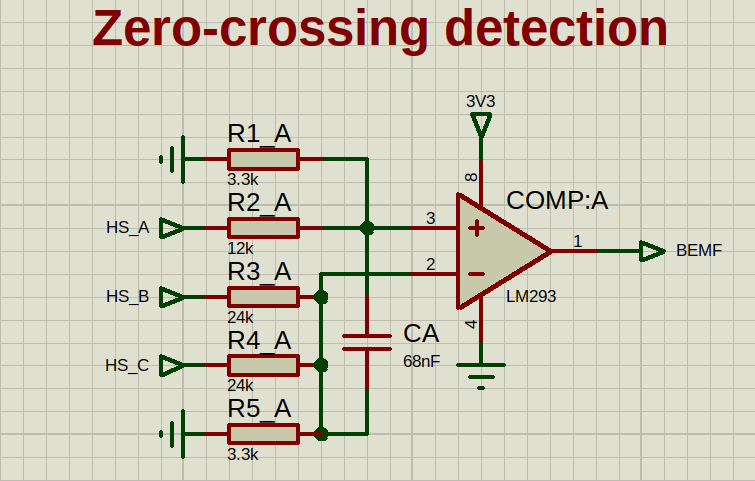 Zero-crossing detection
3V3
R1_A
3.3k
8
COMP:A
R2_A
HS_A
12k
3
1
BEMF
R3_A
HS_B
24k
2
LM293
R4_A
HS_C
24k
CA
68nF
4
R5_A
3.3k